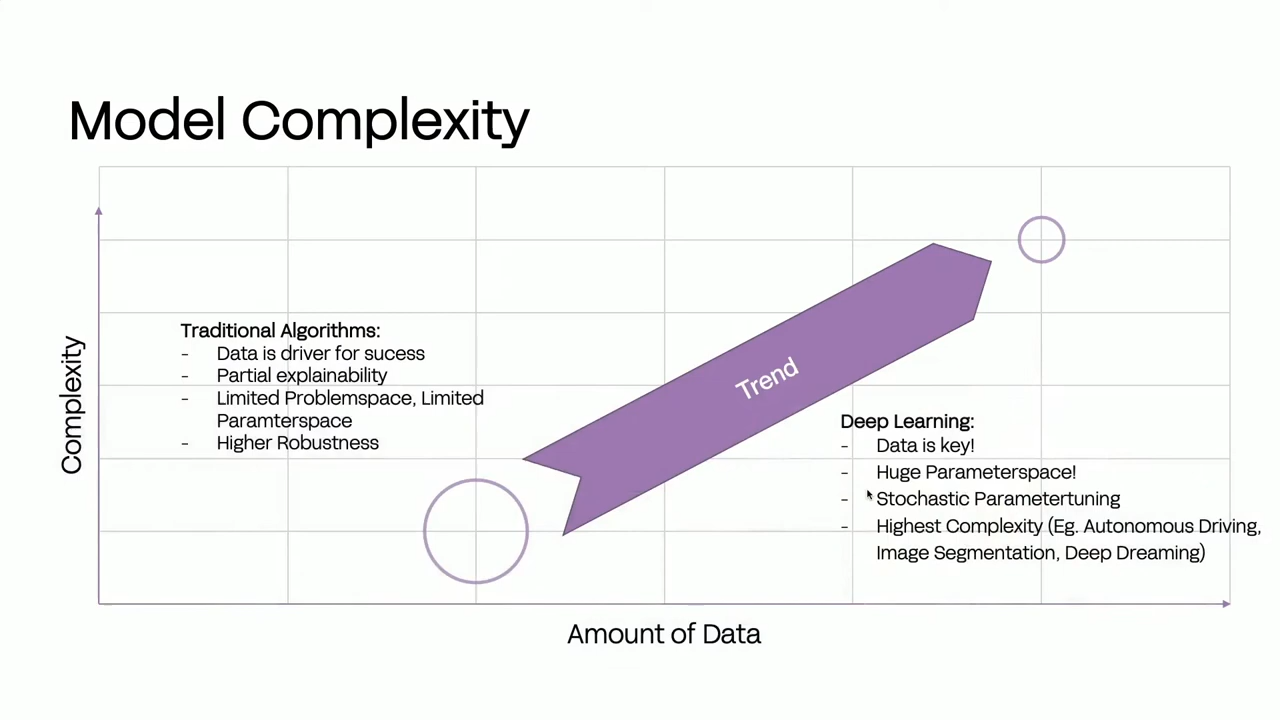 Model Complexity
Complexity
Traditional Algorithms:
- Data is driver for sucess
- Partial explainability
- Limited Problemspace, Limited
Paramterspace
- Higher Robustness
Trend
Deep Learning:
- Data is key!
- Huge Parameterspace!
- Stochastic Parametertuning
- Highest Complexity (Eg. Autonomous Driving,
Image Segmentation, Deep Dreaming)
Amount of Data